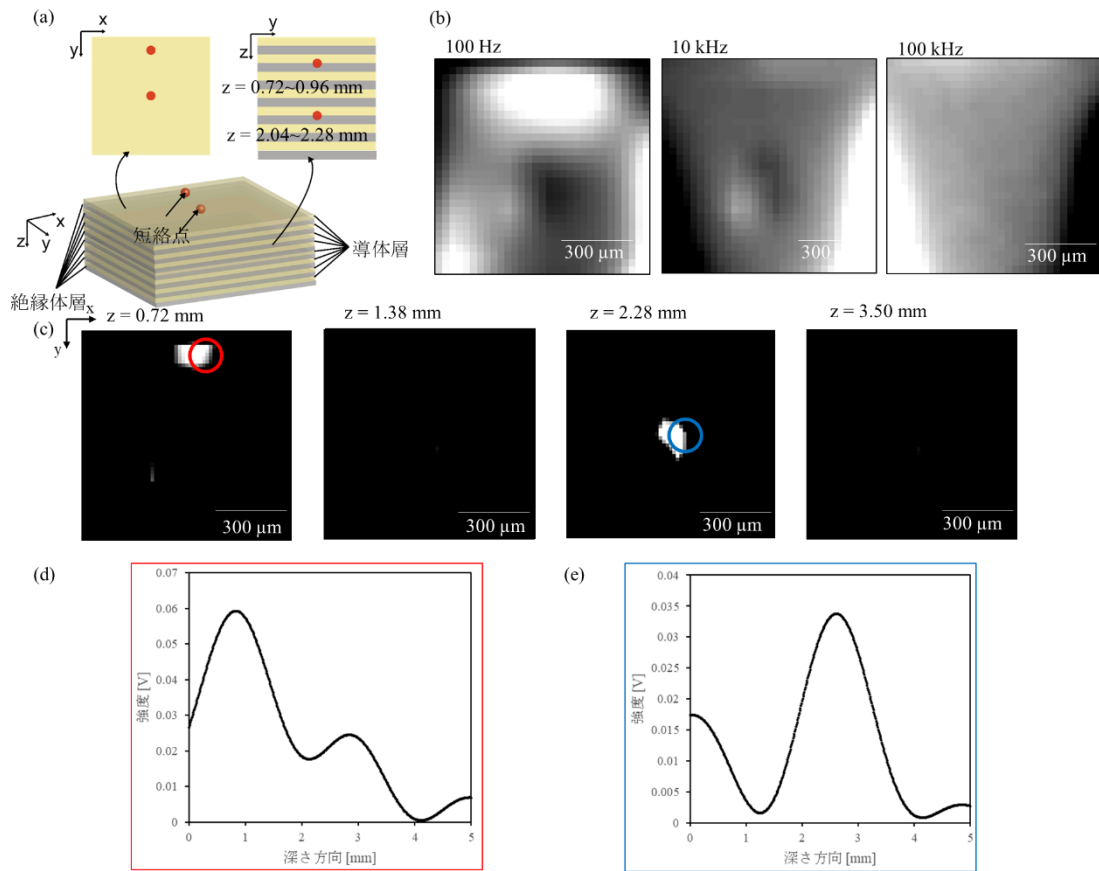 (a)
x
y
y
z
z = 0.72~0.96 mm
z = 2.04~2.28 mm
x
z
y
短絡点
導体層
絶縁体層
(b)
100 Hz
10 kHz
100 kHz
300 µm
300
300 µm
(c)
x
y
z = 0.72 mm
z = 1.38 mm
z = 2.28 mm
z = 3.50 mm
300 µm
300 µm
300 µm
300 µm
(d)
0.07
0.06
0.05
0.04
0.03
0.02
0.01
0
強度 [V]
0 1 2 3 4 5
深さ方向 [mm]
(e)
0.04
0.035
0.03
0.025
0.02
0.015
0.01
0.005
0
強度 [V]
0 1 2 3 4 5
深さ方向 [mm]